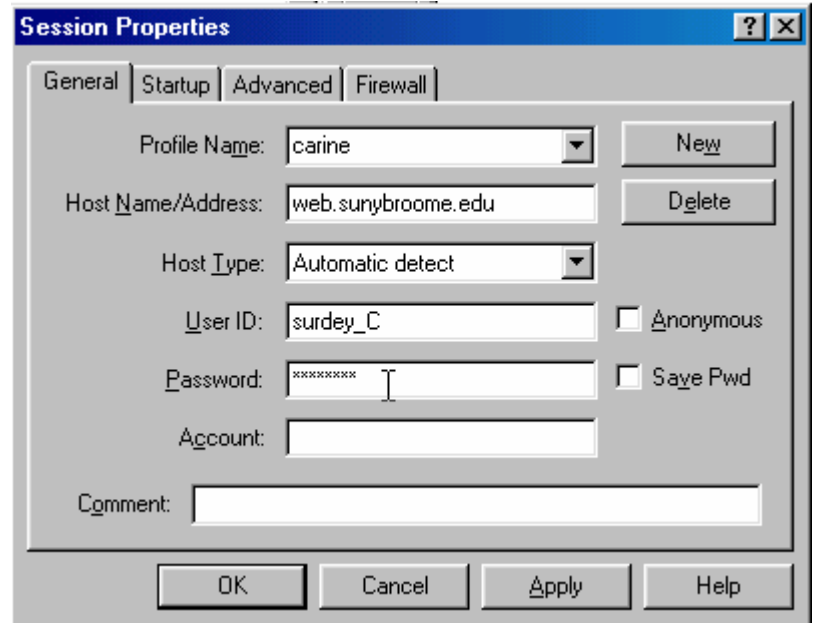 Session Properties
General Startup Advanced Firewall
Profile Name: carine New
Host Name/Address: web.sunybroome.edu Delete
Host Type: Automatic detect
User ID: surdey_C Anonymous
Password: ******** Save Pwd
Account:
Comment:
OK Cancel Apply Help